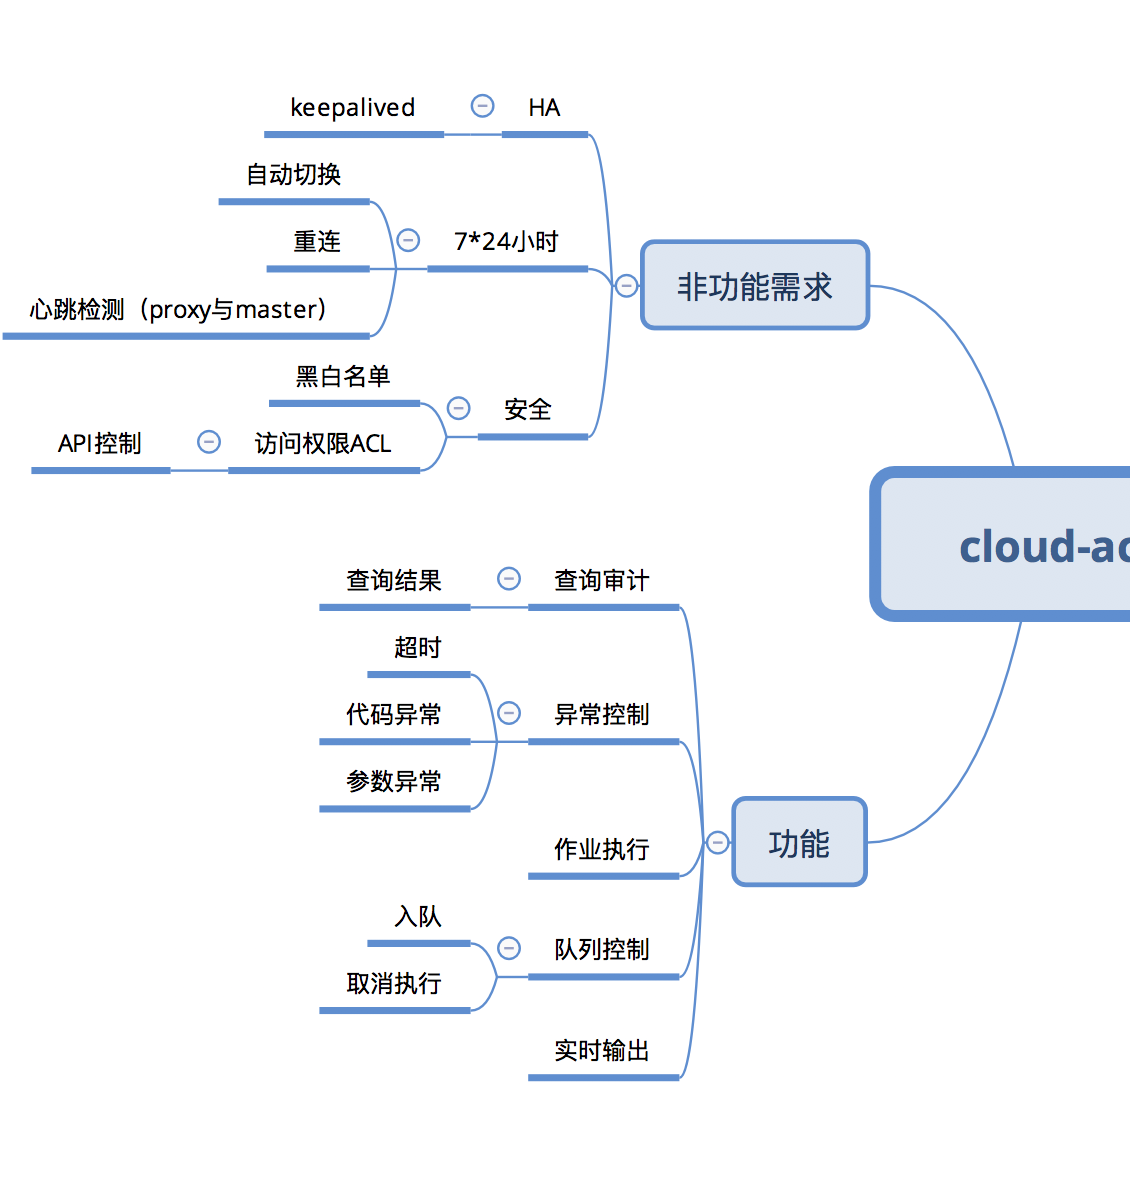 keepalived
HA
自动切换
重连
7*24小时
心跳检测（proxy与master）
非功能需求
黑白名单
安全
API控制
访问权限ACL
cloud-ac
查询结果
查询审计
超时
代码异常
异常控制
参数异常
作业执行
功能
入队
队列控制
取消执行
实时输出